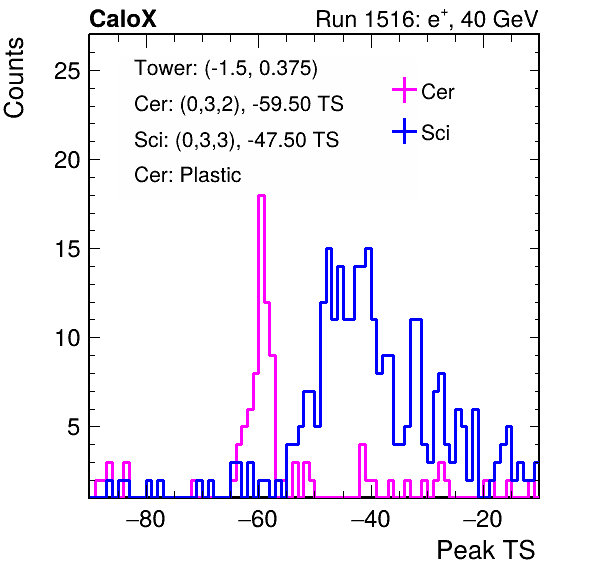 CaloX Run 1516: e⁺, 40 GeV
Counts
Tower: (-1.5, 0.375)
Cer: (0,3,2), -59.50 TS
Sci: (0,3,3), -47.50 TS
Cer: Plastic
Cer
Sci
25
20
15
10
5
−80 −60 −40 −20
Peak TS